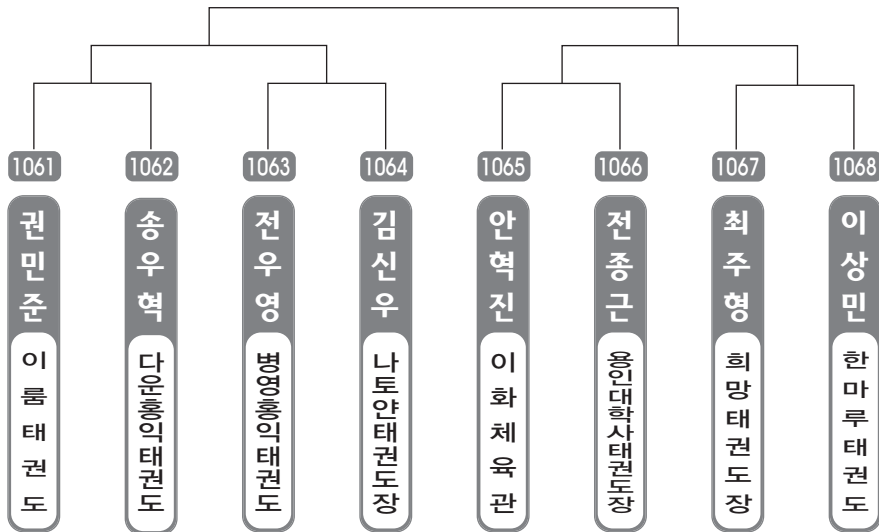 1061
1062
1063
1064
1065
1066
1067
1068
권민준
송우혁
전우영
김신우
안혁진
전종근
최주형
이상민
이룸태권도
다운홍익태권도
병영홍익태권도
나토얀태권도장
이화체육관
용인대학사태권도장
희망태권도장
한마루태권도